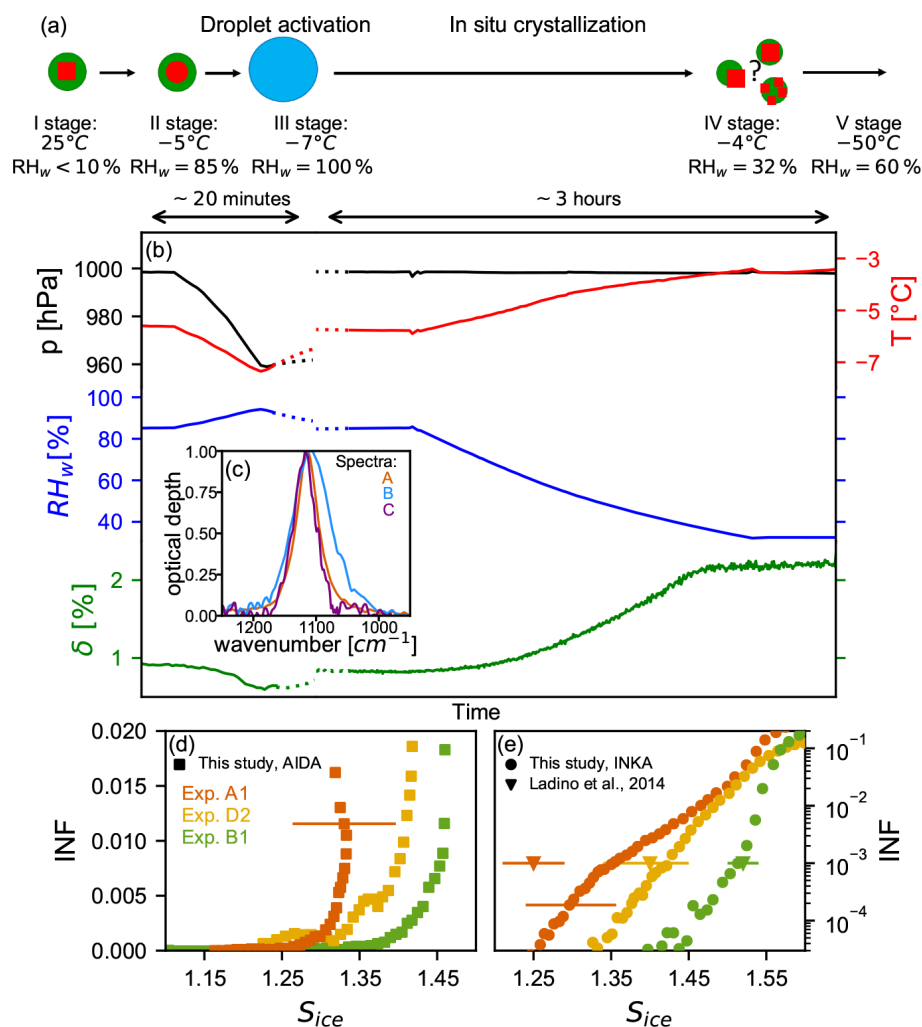 (a)
Droplet activation
In situ crystallization
?
I stage:
25°C
RHw < 10 %
II stage:
−5°C
RHw = 85 %
III stage:
−7°C
RHw = 100 %
IV stage:
−4°C
RHw = 32 %
V stage
−50°C
RHw = 60 %
~ 20 minutes
~ 3 hours
(b)
p [hPa]
1000
980
960
T [°C]
−3
−5
−7
RHw[%]
100
80
60
40
δ [%]
2
1
(c)
Spectra:
A
B
C
optical depth
1.00
0.75
0.50
0.25
0.00
1200 1100 1000
wavenumber [cm−1]
Time
(d)
This study, AIDA
Exp. A1
Exp. D2
Exp. B1
INF
0.020
0.015
0.010
0.005
0.000
1.15 1.25 1.35 1.45
Sice
(e)
This study, INKA
Ladino et al., 2014
INF
10−1
10−2
10−3
10−4
1.25 1.35 1.45 1.55
Sice